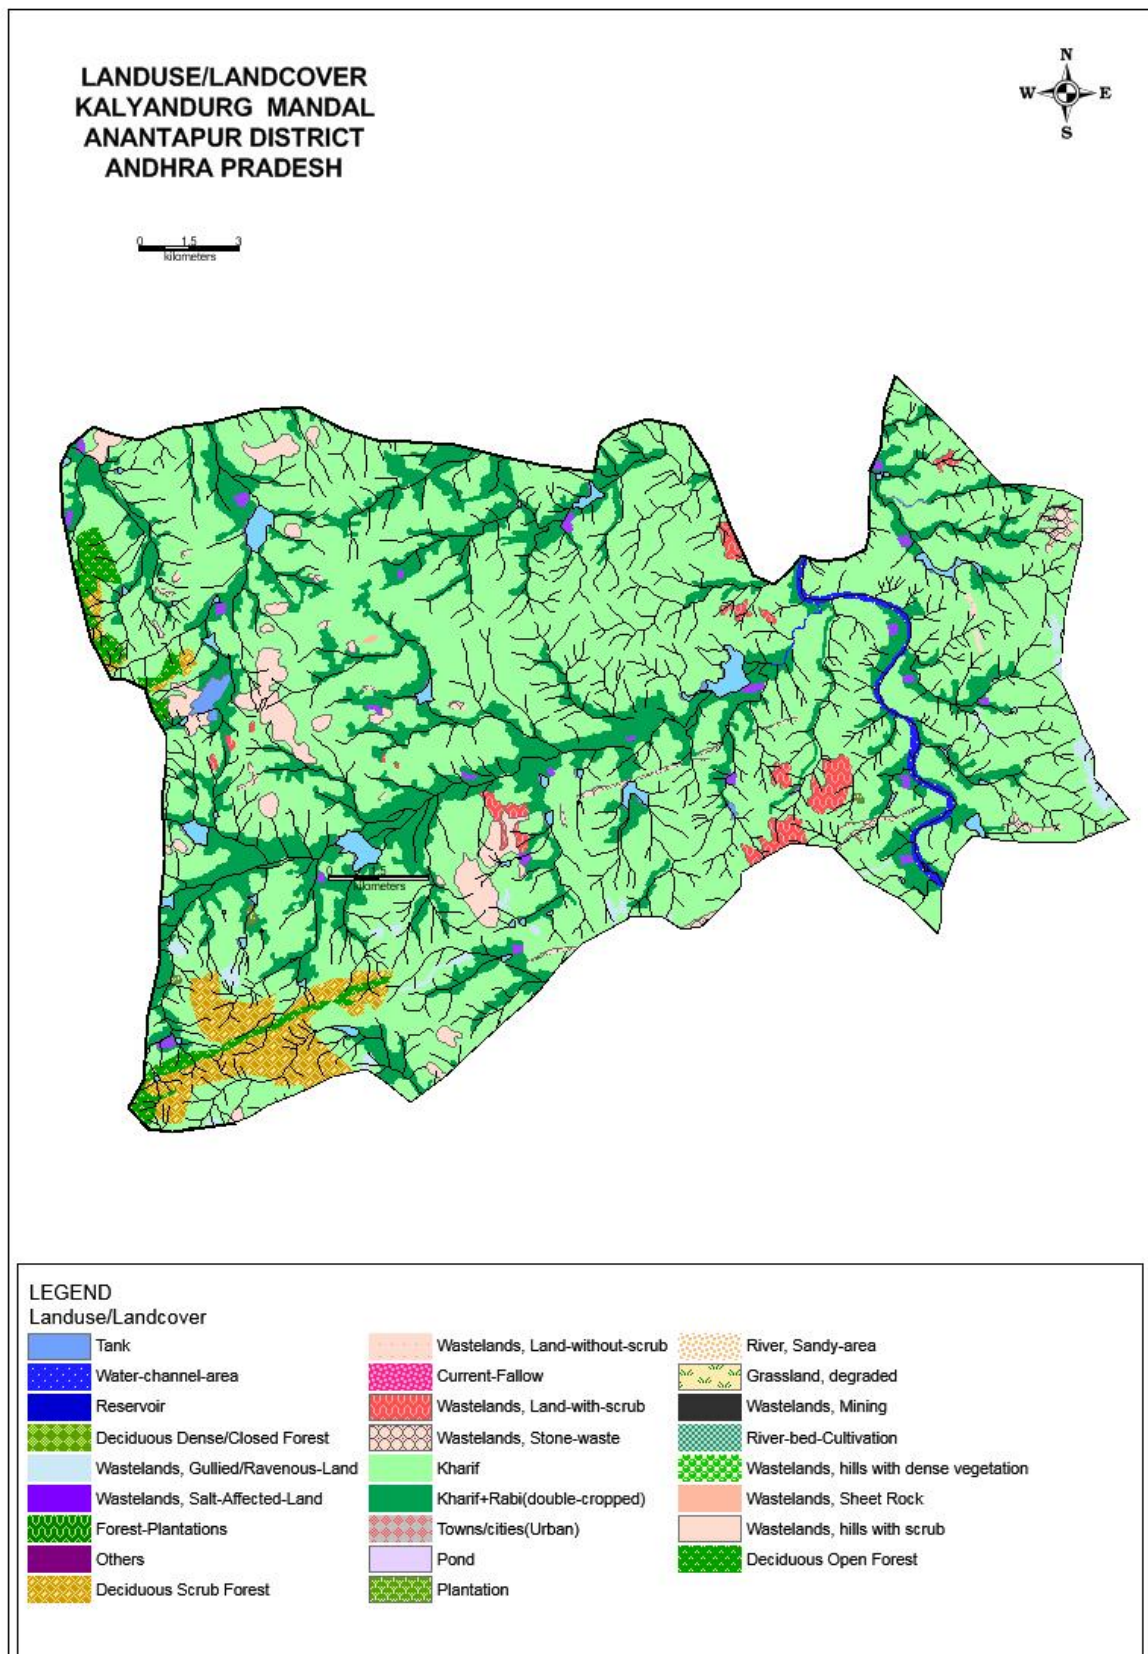 LANDUSE/LANDCOVER
KALYANDURG MANDAL
ANANTAPUR DISTRICT
ANDHRA PRADESH
N
W E
S
0 1.5 3
kilometers
kilometers
LEGEND
Landuse/Landcover
Tank
Water-channel-area
Reservoir
Deciduous Dense/Closed Forest
Wastelands, Gullied/Ravenous-Land
Wastelands, Salt-Affected-Land
Forest-Plantations
Others
Deciduous Scrub Forest
Wastelands, Land-without-scrub
Current-Fallow
Wastelands, Land-with-scrub
Wastelands, Stone-waste
Kharif
Kharif+Rabi(double-cropped)
Towns/cities(Urban)
Pond
Plantation
River, Sandy-area
Grassland, degraded
Wastelands, Mining
River-bed-Cultivation
Wastelands, hills with dense vegetation
Wastelands, Sheet Rock
Wastelands, hills with scrub
Deciduous Open Forest